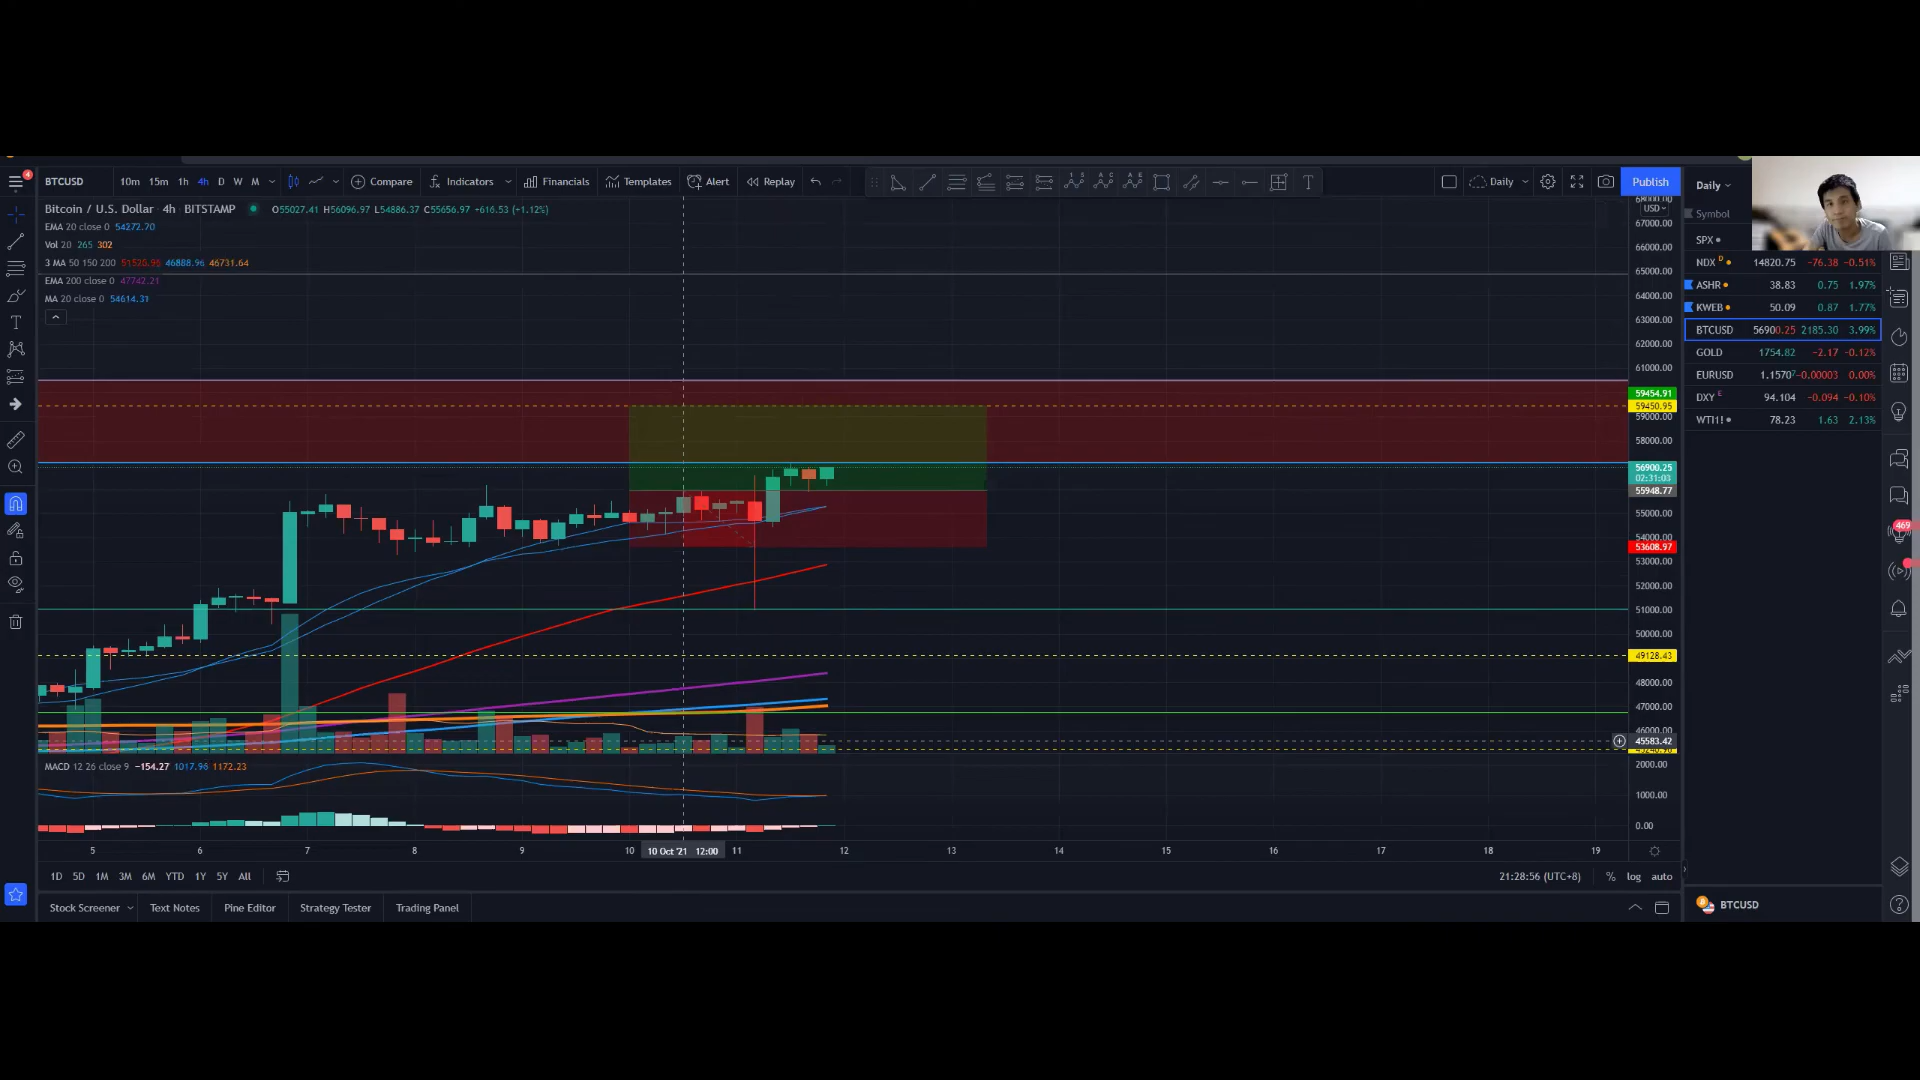 4
BTCUSD 10m 15m 1h 4h D W M Compare Indicators Financials Templates Alert Replay Daily Publish
Bitcoin / U.S. Dollar · 4h · BITSTAMP O55027.41 H56096.97 L54886.37 C55656.97 +616.53 (+1.12%)
EMA 20 close 0 54272.70
Vol 20 265 302
3 MA 50 150 200 46888.96 46731.64
EMA 200 close 0 47742.21
MA 20 close 0 54614.31
USD
67000.00
66000.00
65000.00
64000.00
63000.00
62000.00
61000.00
59454.91
59450.95
59000.00
58000.00
56900.25
02:31:03
55948.77
55000.00
54000.00
53608.97
53000.00
52000.00
51000.00
50000.00
49128.43
48000.00
47000.00
46000.00
45583.42
MACD 12 26 close 9 −154.27 1017.96 1172.23
2000.00
1000.00
0.00
5 6 7 8 9 10 10 Oct '21 12:00 11 12 13 14 15 16 17 18 19
1D 5D 1M 3M 6M YTD 1Y 5Y All 21:28:56 (UTC+8) % log auto
Stock Screener Text Notes Pine Editor Strategy Tester Trading Panel
Daily
Symbol
SPX
NDX D 14820.75 -76.38 -0.51%
ASHR 38.83 0.75 1.97%
KWEB 50.09 0.87 1.77%
BTCUSD 56900.25 2185.30 3.99%
GOLD 1754.82 -2.17 -0.12%
EURUSD 1.15707 -0.00003 0.00%
DXY E 94.104 -0.094 -0.10%
WTI1! 78.23 1.63 2.13%
469
BTCUSD